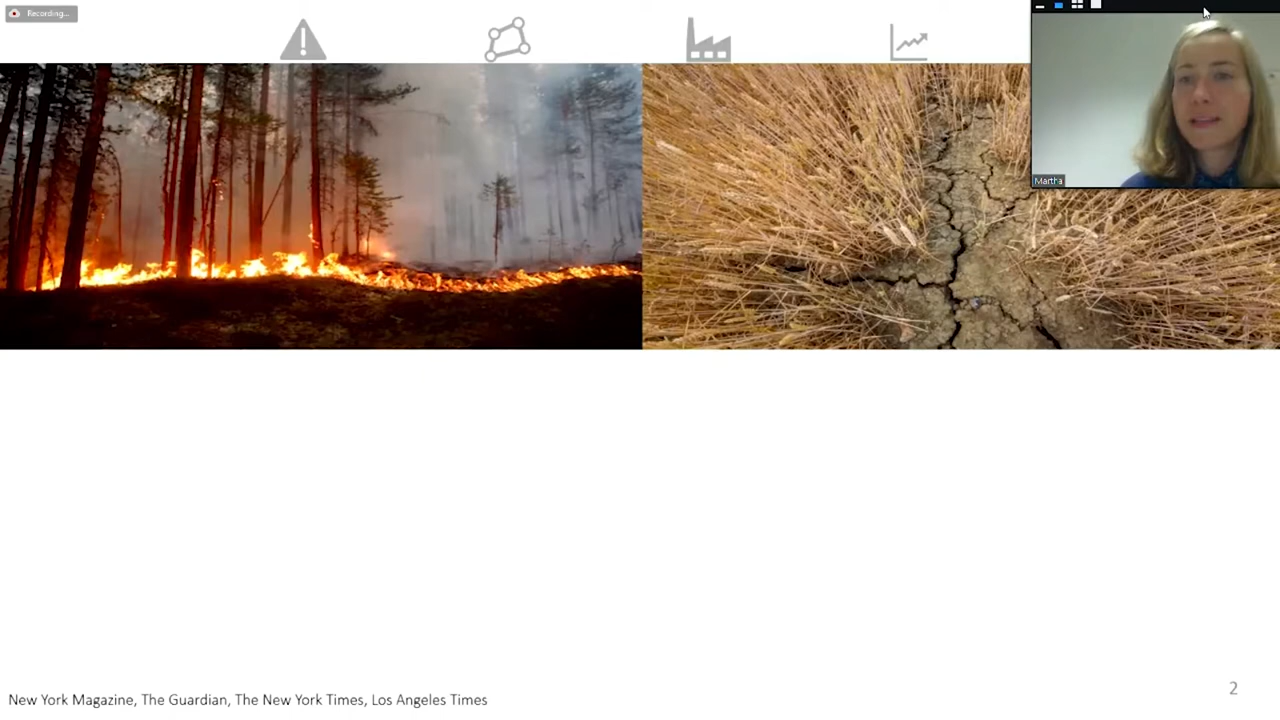 Recording...
Martha
New York Magazine, The Guardian, The New York Times, Los Angeles Times
2